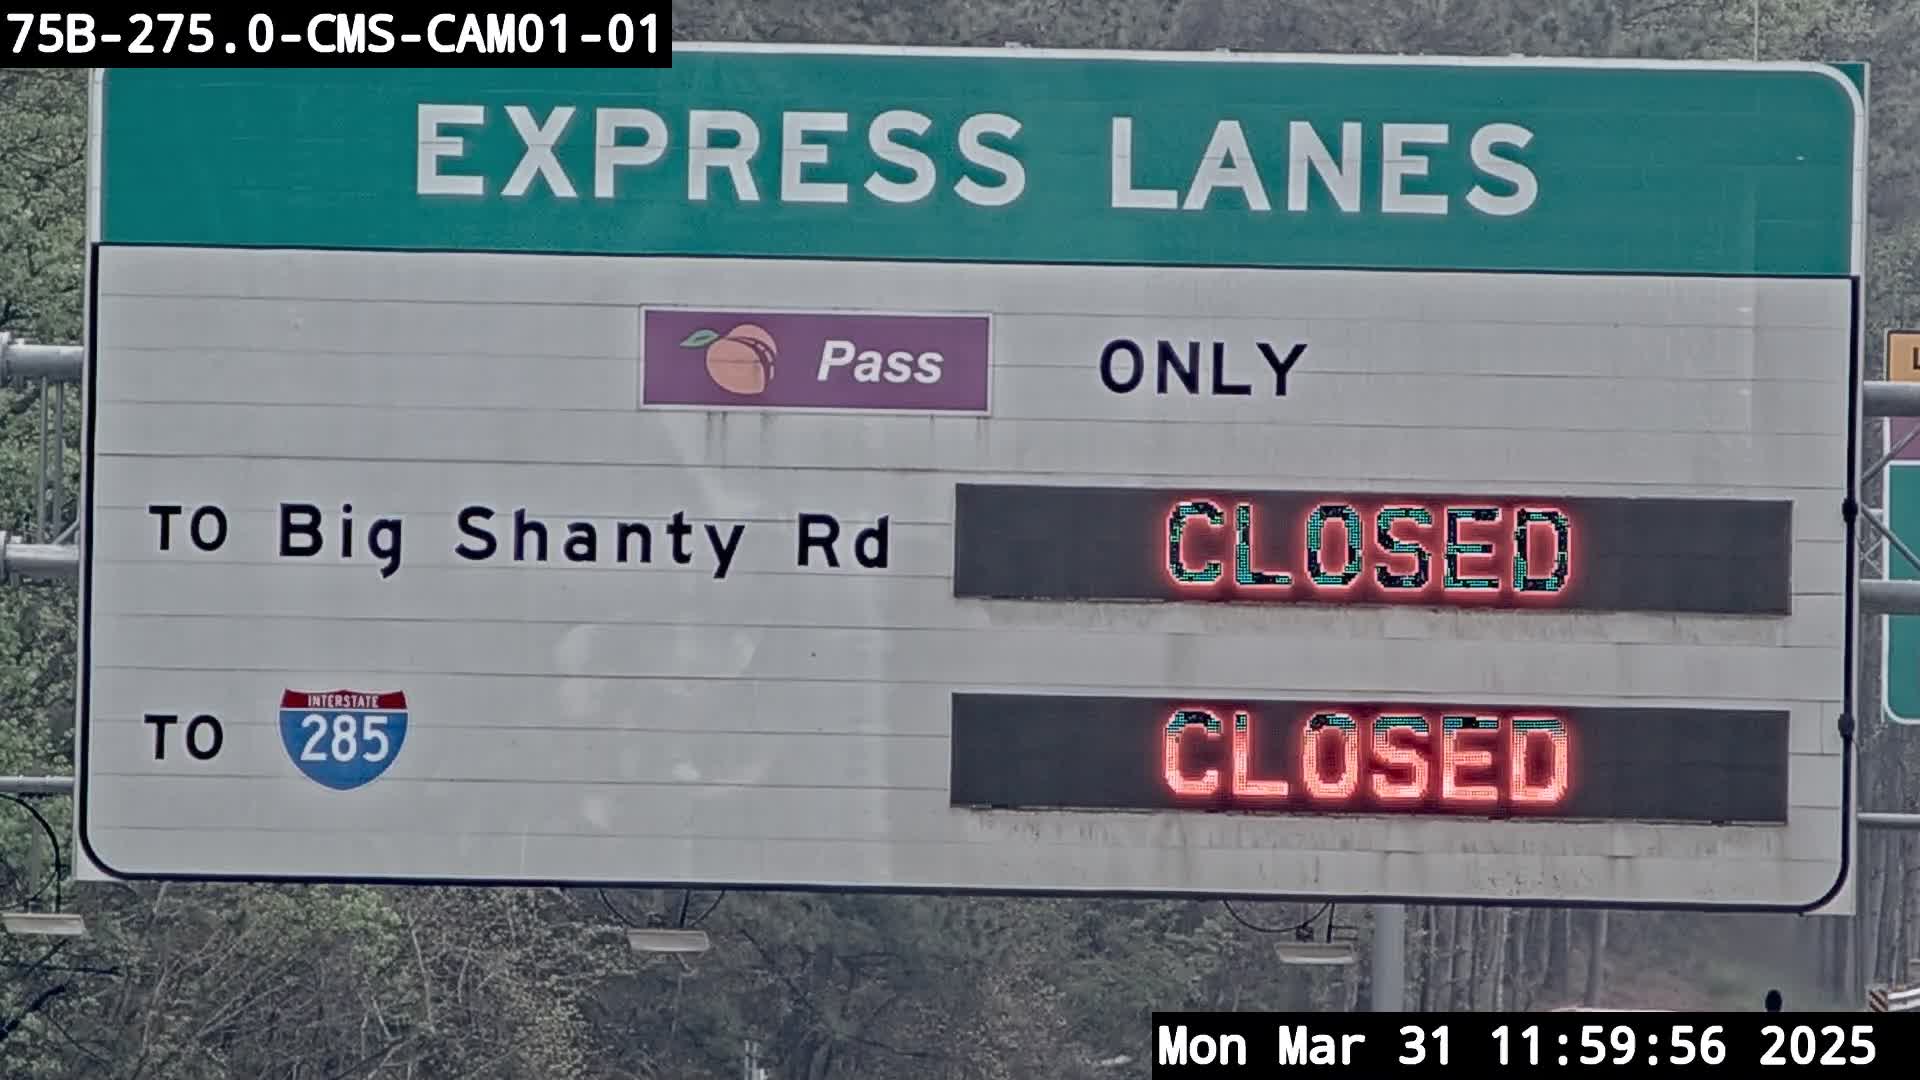 75B-275.0-CMS-CAM01-01
EXPRESS LANES
Pass ONLY
TO Big Shanty Rd CLOSED
TO INTERSTATE 285 CLOSED
Mon Mar 31 11:59:56 2025